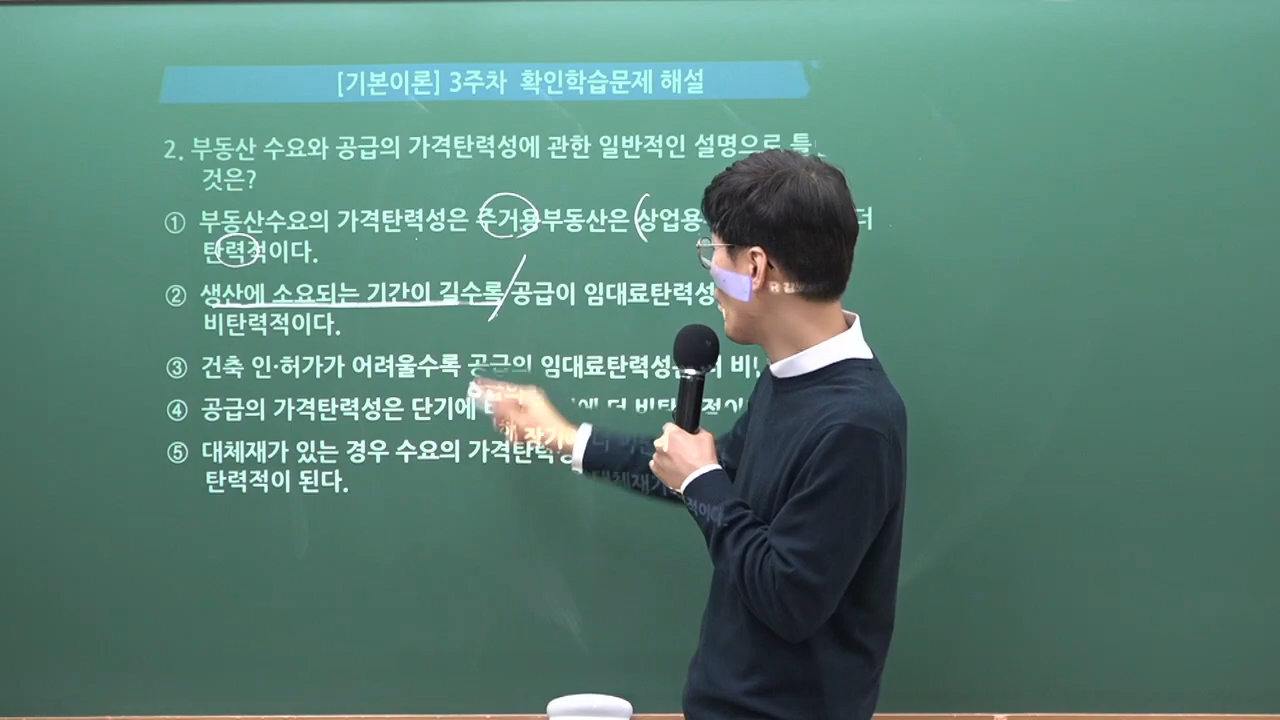 [기본이론] 3주차 확인학습문제 해설
2. 부동산 수요와 공급의 가격탄력성에 관한 일반적인 설명으로 틀
것은?
① 부동산수요의 가격탄력성은 주거용부동산은 상업용 더
탄력적이다.
② 생산에 소요되는 기간이 길수록 공급이 임대료탄력성
비탄력적이다.
③ 건축 인·허가가 어려울수록 공급의 임대료탄력성은
④ 공급의 가격탄력성은 단기에
⑤ 대체재가 있는 경우 수요의 가격탄력성
탄력적이 된다.